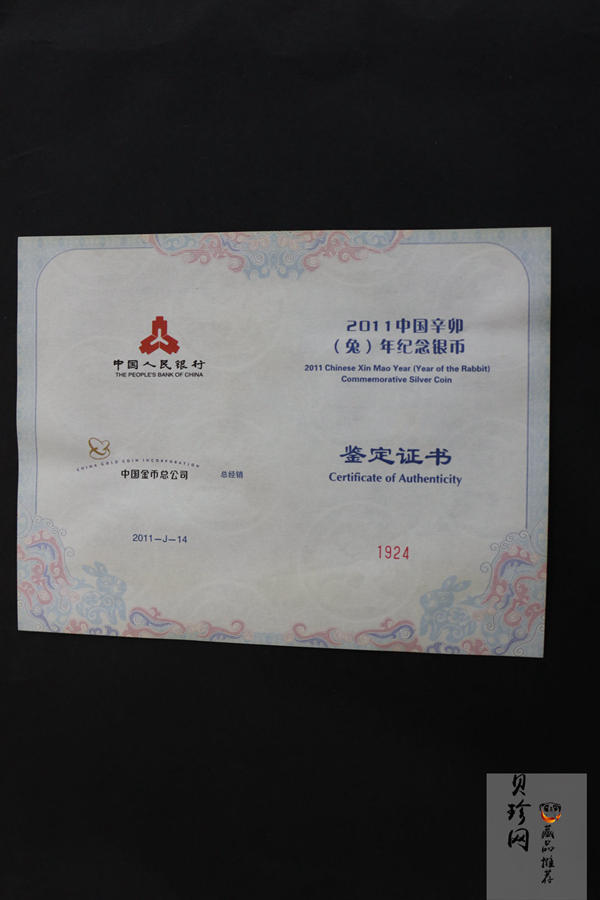 中国人民银行
THE PEOPLE'S BANK OF CHINA
2011中国辛卯
（兔）年纪念银币
2011 Chinese Xin Mao Year (Year of the Rabbit)
Commemorative Silver Coin
CHINA GOLD COIN INCORPORATION
中国金币总公司 总经销
鉴定证书
Certificate of Authenticity
2011-J-14
1924
贝珍网
藏品推荐